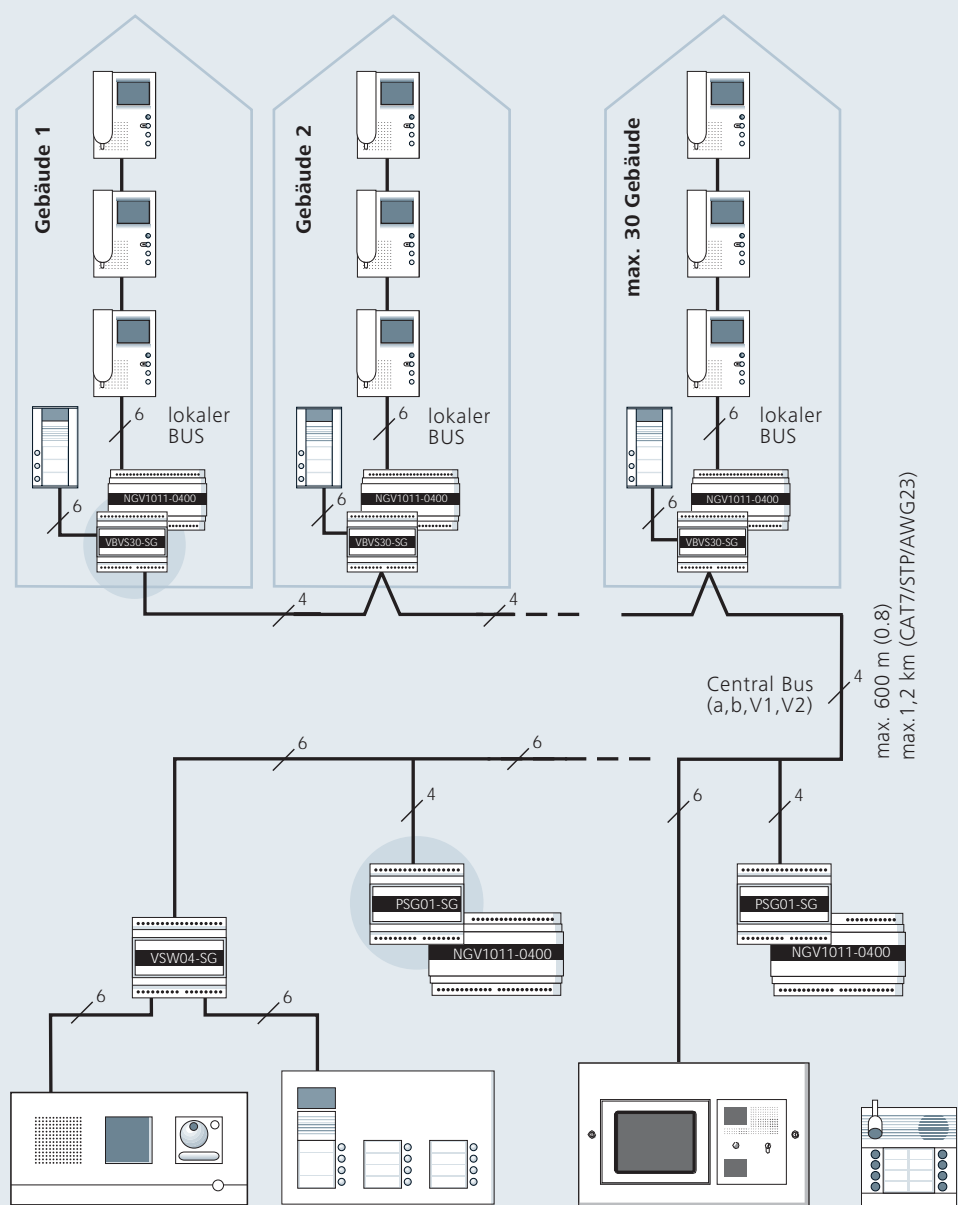 Gebäude 1
Gebäude 2
max. 30 Gebäude
6
lokaler
BUS
6
lokaler
BUS
6
lokaler
BUS
NGV1011-0400
NGV1011-0400
NGV1011-0400
6
6
6
VBVS30-SG
VBVS30-SG
VBVS30-SG
4
4
Central Bus
(a,b,V1,V2)
4
max. 600 m (0.8)
max.1,2 km (CAT7/STP/AWG23)
6
6
4
6
4
PSG01-SG
PSG01-SG
VSW04-SG
NGV1011-0400
NGV1011-0400
6
6